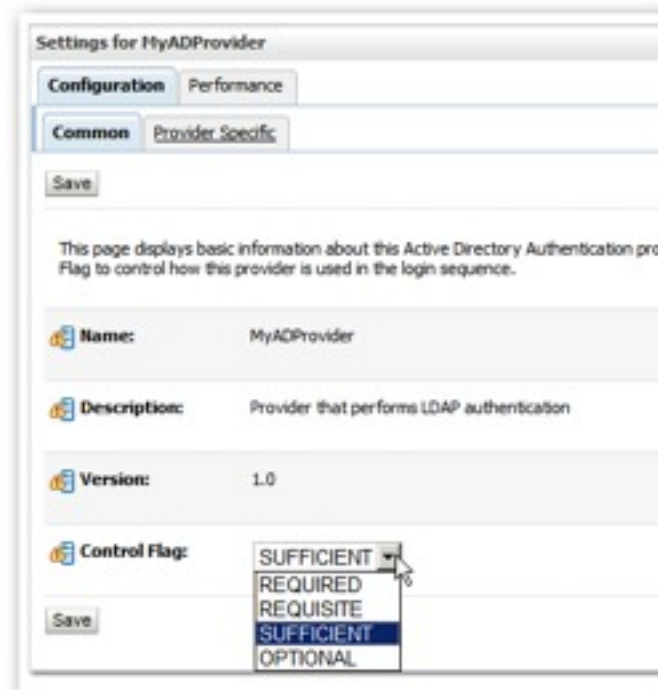 Settings for MyADProvider
Configuration Performance
Common Provider Specific
Save
This page displays basic information about this Active Directory Authentication pro
Flag to control how this provider is used in the login sequence.
Name: MyADProvider
Description: Provider that performs LDAP authentication
Version: 1.0
Control Flag: SUFFICIENT
REQUIRED
REQUISITE
SUFFICIENT
OPTIONAL
Save